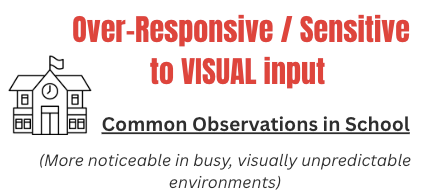 Over-Responsive / Sensitive
to VISUAL input
Common Observations in School
(More noticeable in busy, visually unpredictable
environments)